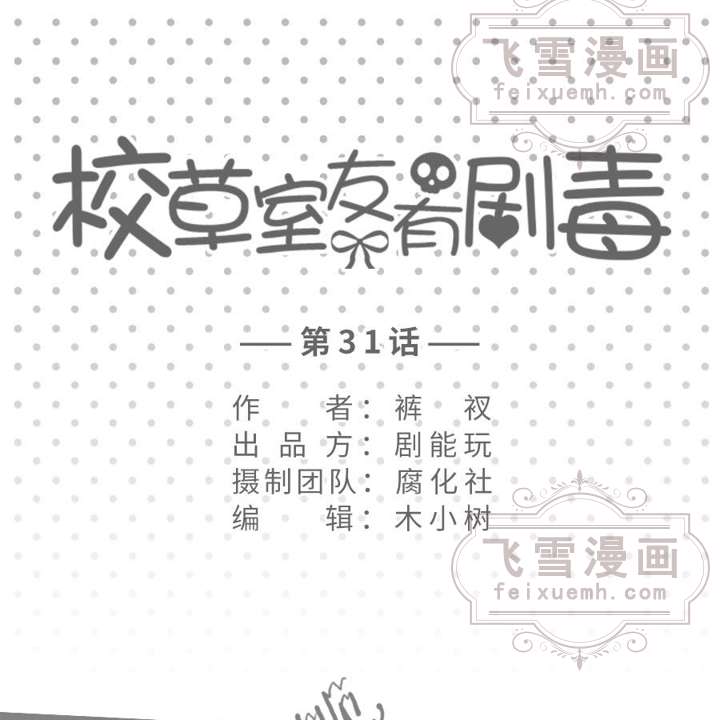 飞雪漫画
feixuemh.com
校草室友有剧毒
第31话
作者：裤衩
出品方：剧能玩
摄制团队：腐化社
编辑：木小树
飞雪漫画
feixuemh.com